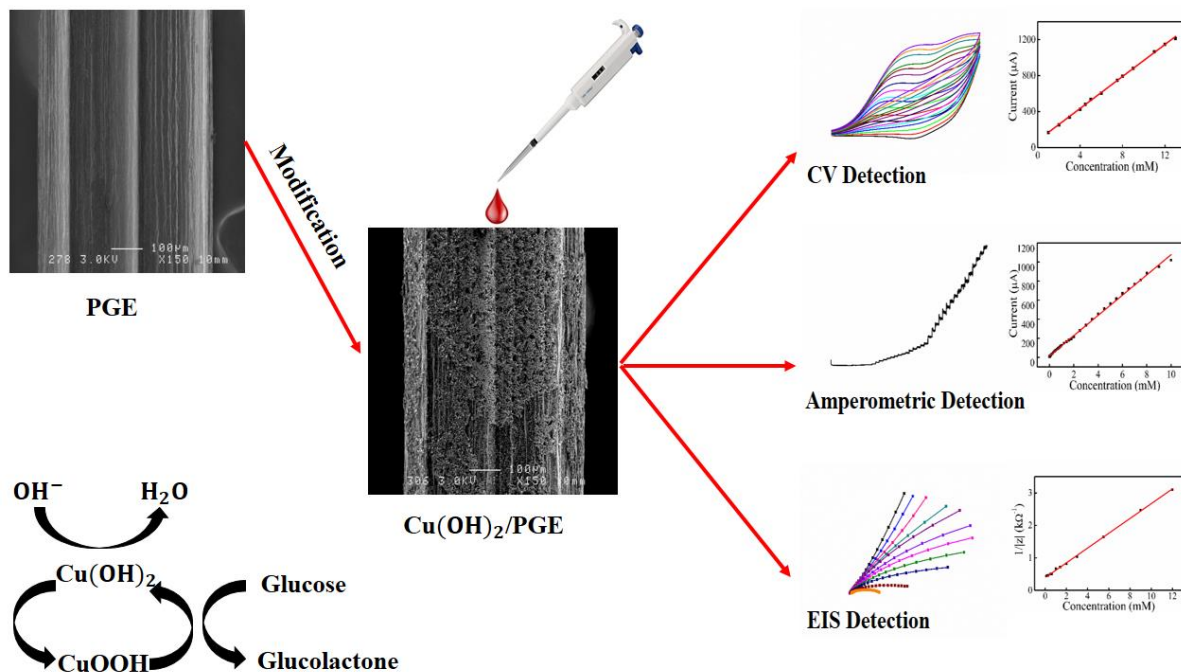 100μm
278 3.0KV X150 10mm
PGE
Modification
100μm
306 3.0KV X150 10mm
Cu(OH)₂/PGE
OH⁻ H₂O
Cu(OH)₂
CuOOH
Glucose
Glucolactone
CV Detection
Current (μA)
1200
800
400
0
0 4 8 12
Concentration (mM)
Amperometric Detection
Current (μA)
1200
1000
800
600
400
200
0
0 2 4 6 8 10
Concentration (mM)
EIS Detection
1/|z| (kΩ⁻¹)
3
2
1
0
0 2 4 6 8 10 12
Concentration (mM)